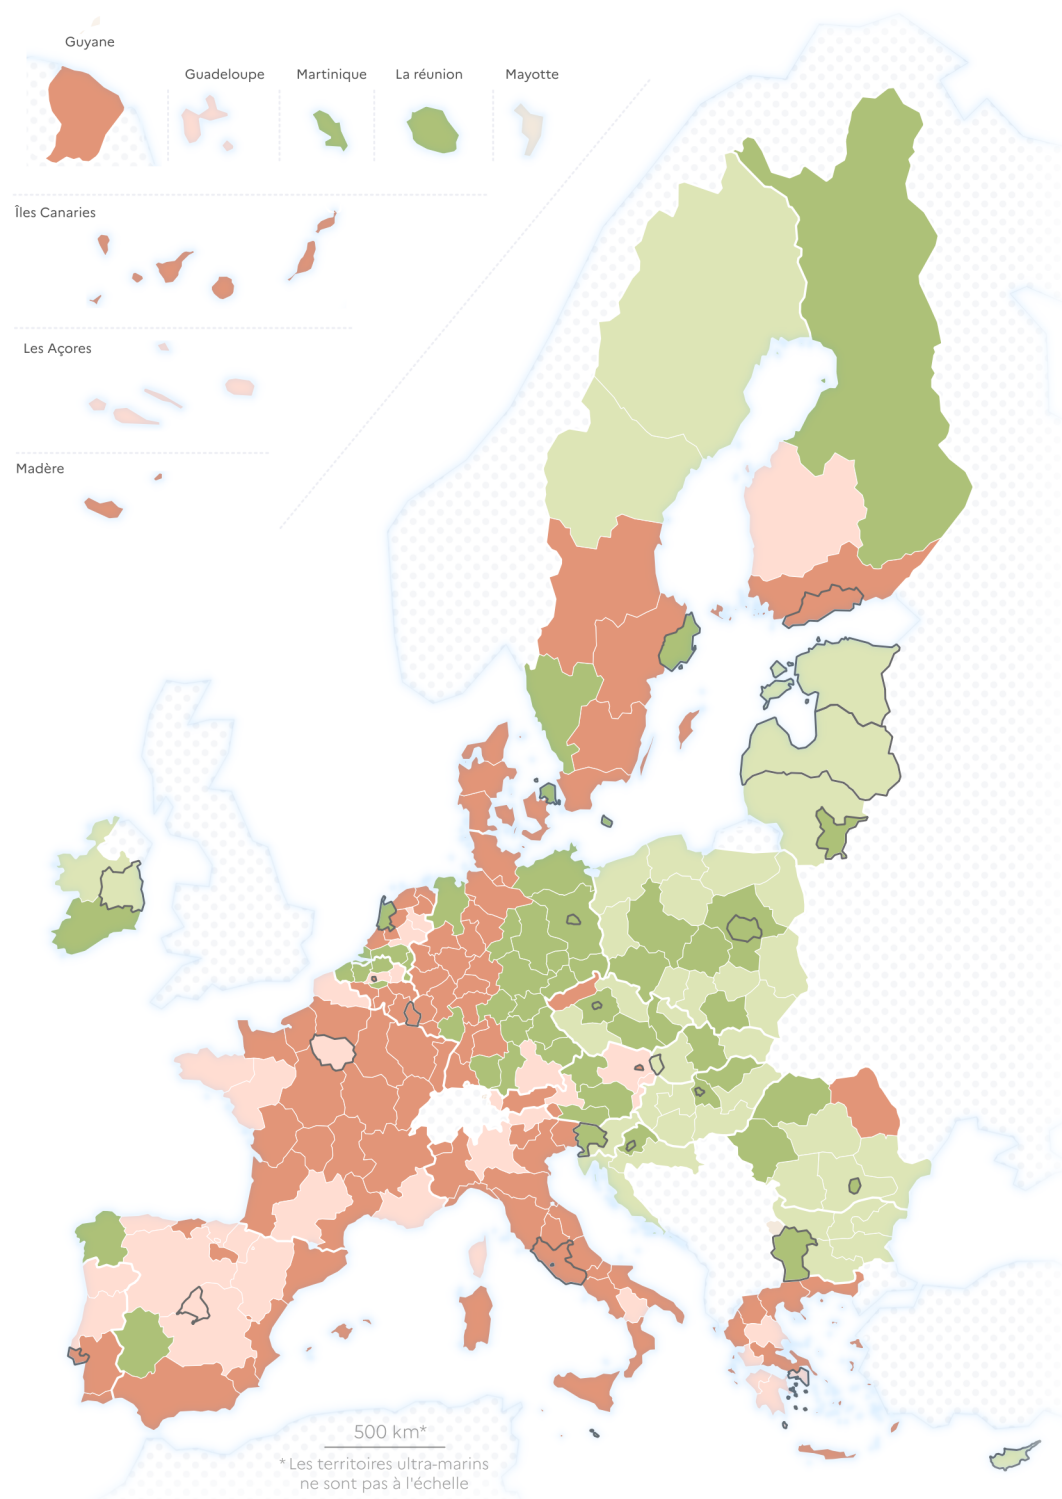 Guyane
Guadeloupe
Martinique
La réunion
Mayotte
Îles Canaries
Les Açores
Madère
500 km*
* Les territoires ultra-marins
ne sont pas à l'échelle